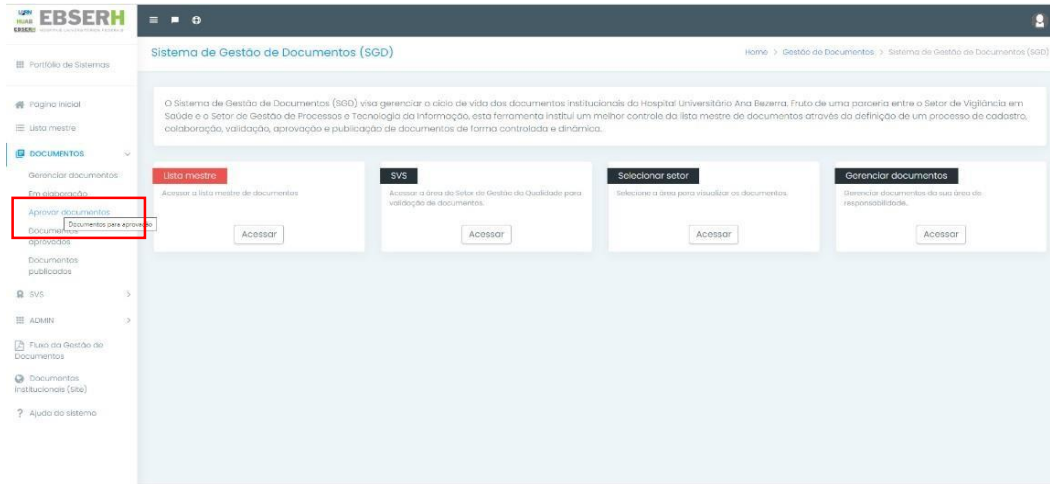 UFRN
HUAB
EBSERH
EBSERH
HOSPITAIS UNIVERSITÁRIOS FEDERAIS
Portfólio de Sistemas
Página Inicial
Lista mestre
DOCUMENTOS
Gerenciar documentos
Em elaboração
Aprovar documentos
Documentos para aprovação
Documentos
aprovados
Documentos
publicados
SVS
ADMIN
Fluxo da Gestão de
Documentos
Documentos
Institucionais (Site)
Ajuda do sistema
Sistema de Gestão de Documentos (SGD)
Home > Gestão de Documentos > Sistema de Gestão de Documentos (SGD)
O Sistema de Gestão de Documentos (SGD) visa gerenciar o ciclo de vida dos documentos institucionais do Hospital Universitário Ana Bezerra. Fruto de uma parceria entre o Setor de Vigilância em
Saúde e o Setor de Gestão de Processos e Tecnologia da Informação, esta ferramenta institui um melhor controle da lista mestre de documentos através da definição de um processo de cadastro,
colaboração, validação, aprovação e publicação de documentos de forma controlada e dinâmica.
Lista mestre
Acessar a lista mestre de documentos
Acessar
SVS
Acessar a área do Setor de Gestão da Qualidade para
validação de documentos.
Acessar
Selecionar setor
Selecione a área para visualizar os documentos.
Acessar
Gerenciar documentos
Gerenciar documentos da sua área de
responsabilidade.
Acessar